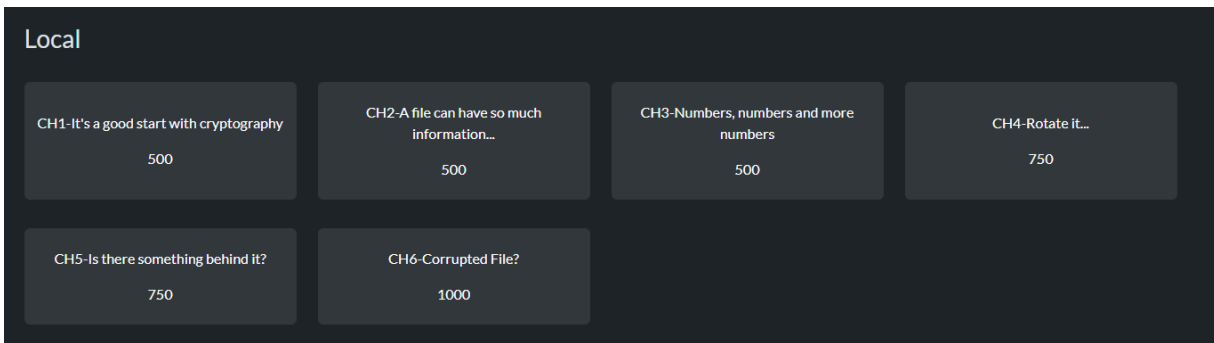 Local
CH1-It's a good start with cryptography
500
CH2-A file can have so much
information...
500
CH3-Numbers, numbers and more
numbers
500
CH4-Rotate it...
750
CH5-Is there something behind it?
750
CH6-Corrupted File?
1000